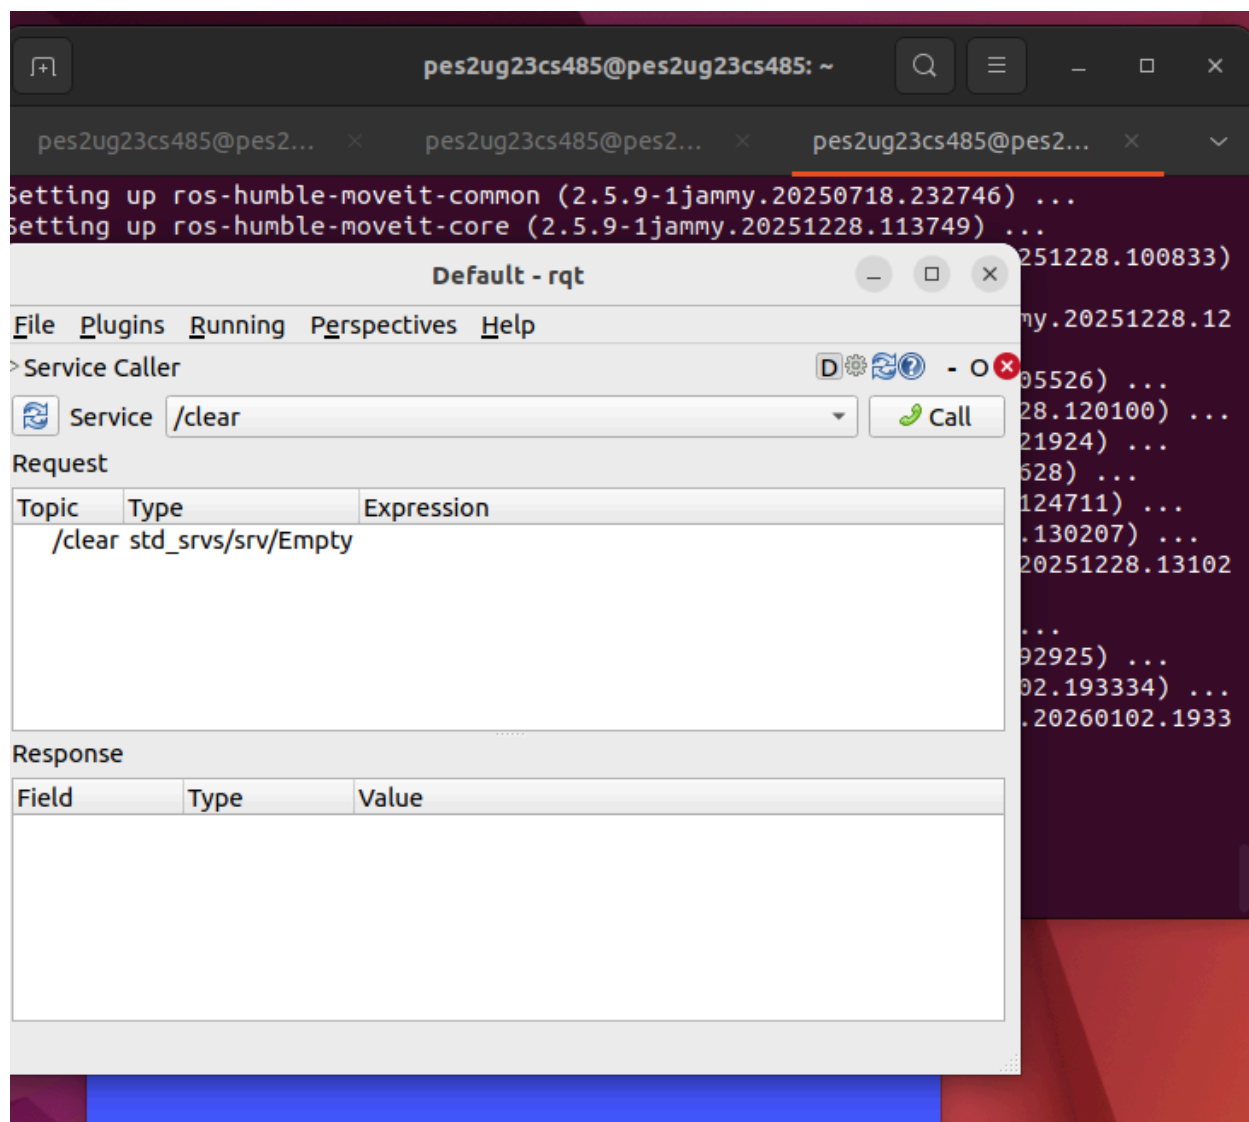 pes2ug23cs485@pes2ug23cs485: ~
pes2ug23cs485@pes2... pes2ug23cs485@pes2... pes2ug23cs485@pes2...
Setting up ros-humble-moveit-common (2.5.9-1jammy.20250718.232746) ...
Setting up ros-humble-moveit-core (2.5.9-1jammy.20251228.113749) ...
251228.100833)
my.20251228.12
05526) ...
28.120100) ...
21924) ...
628) ...
124711) ...
.130207) ...
20251228.13102
...
92925) ...
02.193334) ...
.20260102.1933
Default - rqt
File Plugins Running Perspectives Help
Service Caller D - O
Service /clear Call
Request
Topic Type Expression
/clear std_srvs/srv/Empty
Response
Field Type Value